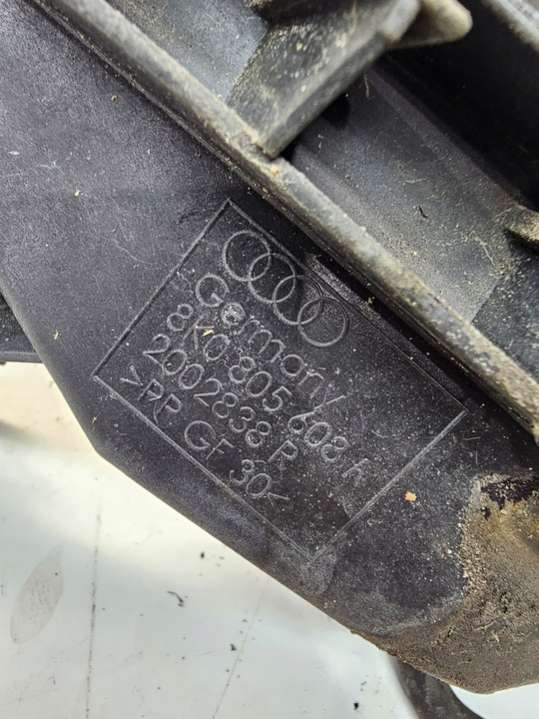 Germany
8K0 805 608 A
2002838 R
>PP GF 30<